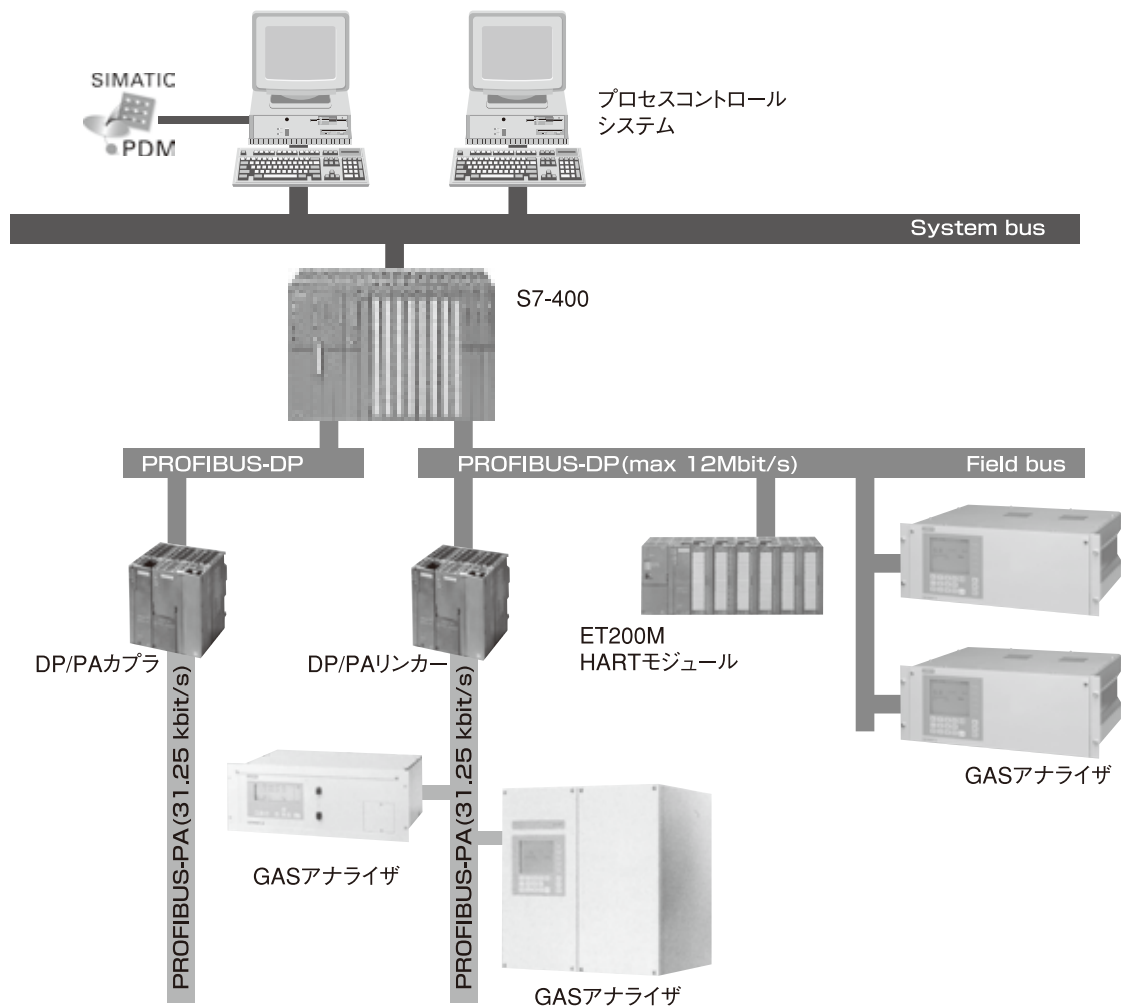 SIMATIC
PDM
プロセスコントロール
システム
System bus
S7-400
PROFIBUS-DP
PROFIBUS-DP(max 12Mbit/s)
Field bus
DP/PAカプラ
DP/PAリンカー
ET200M
HARTモジュール
GASアナライザ
PROFIBUS-PA(31.25 kbit/s)
PROFIBUS-PA(31.25 kbit/s)
GASアナライザ
GASアナライザ